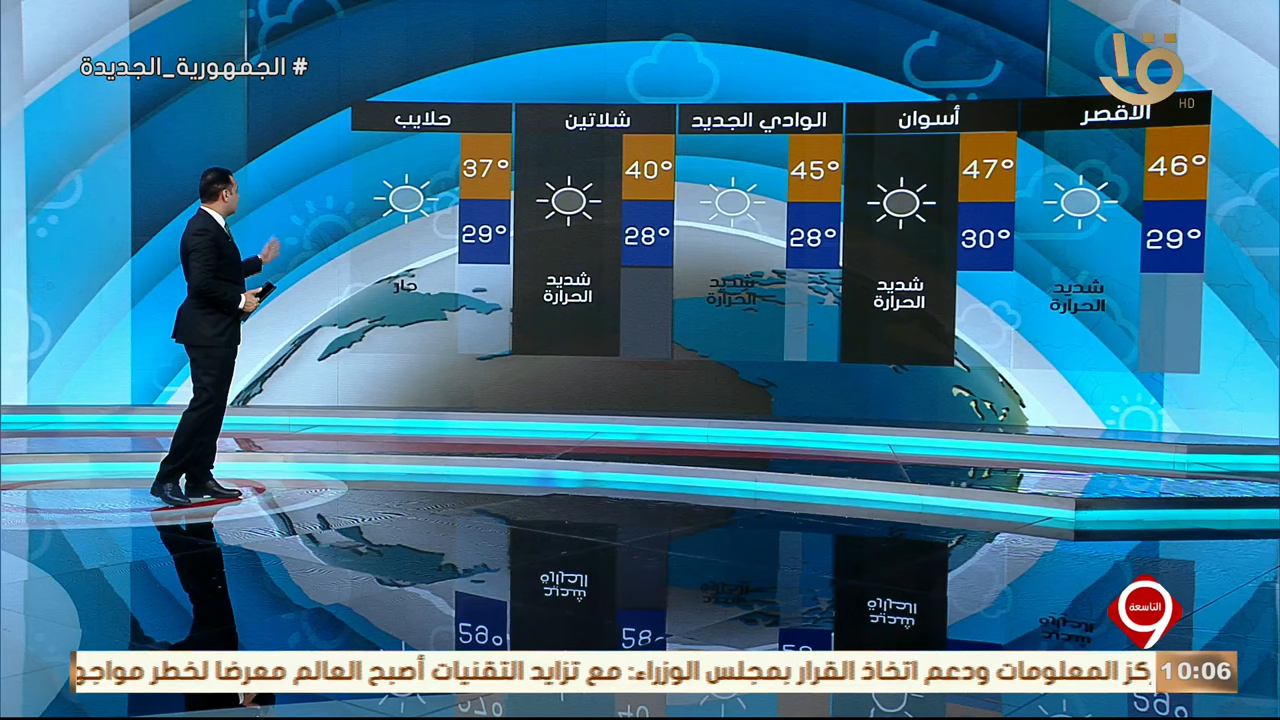 # الجمهورية_الجديدة
HD
الأقصر
46°
29°
شديد
الحرارة
أسوان
47°
30°
شديد
الحرارة
الوادي الجديد
45°
28°
شديد
الحرارة
شلاتين
40°
28°
شديد
الحرارة
حلايب
37°
29°
حار
التاسعة
9
10:06
كز المعلومات ودعم اتخاذ القرار بمجلس الوزراء: مع تزايد التقنيات أصبح العالم معرضا لخطر مواجه